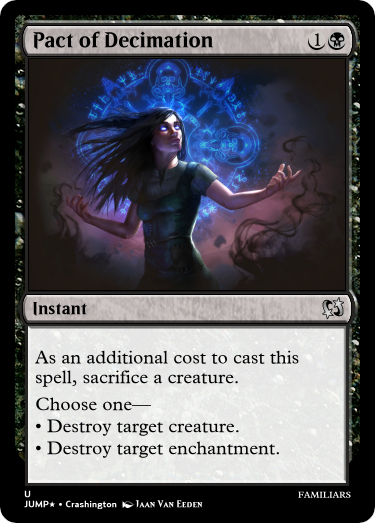 Pact of Decimation 1
Instant
As an additional cost to cast this
spell, sacrifice a creature.
Choose one—
• Destroy target creature.
• Destroy target enchantment.
U
JUMP★ • Crashington Jaan Van Eeden
FAMILIARS